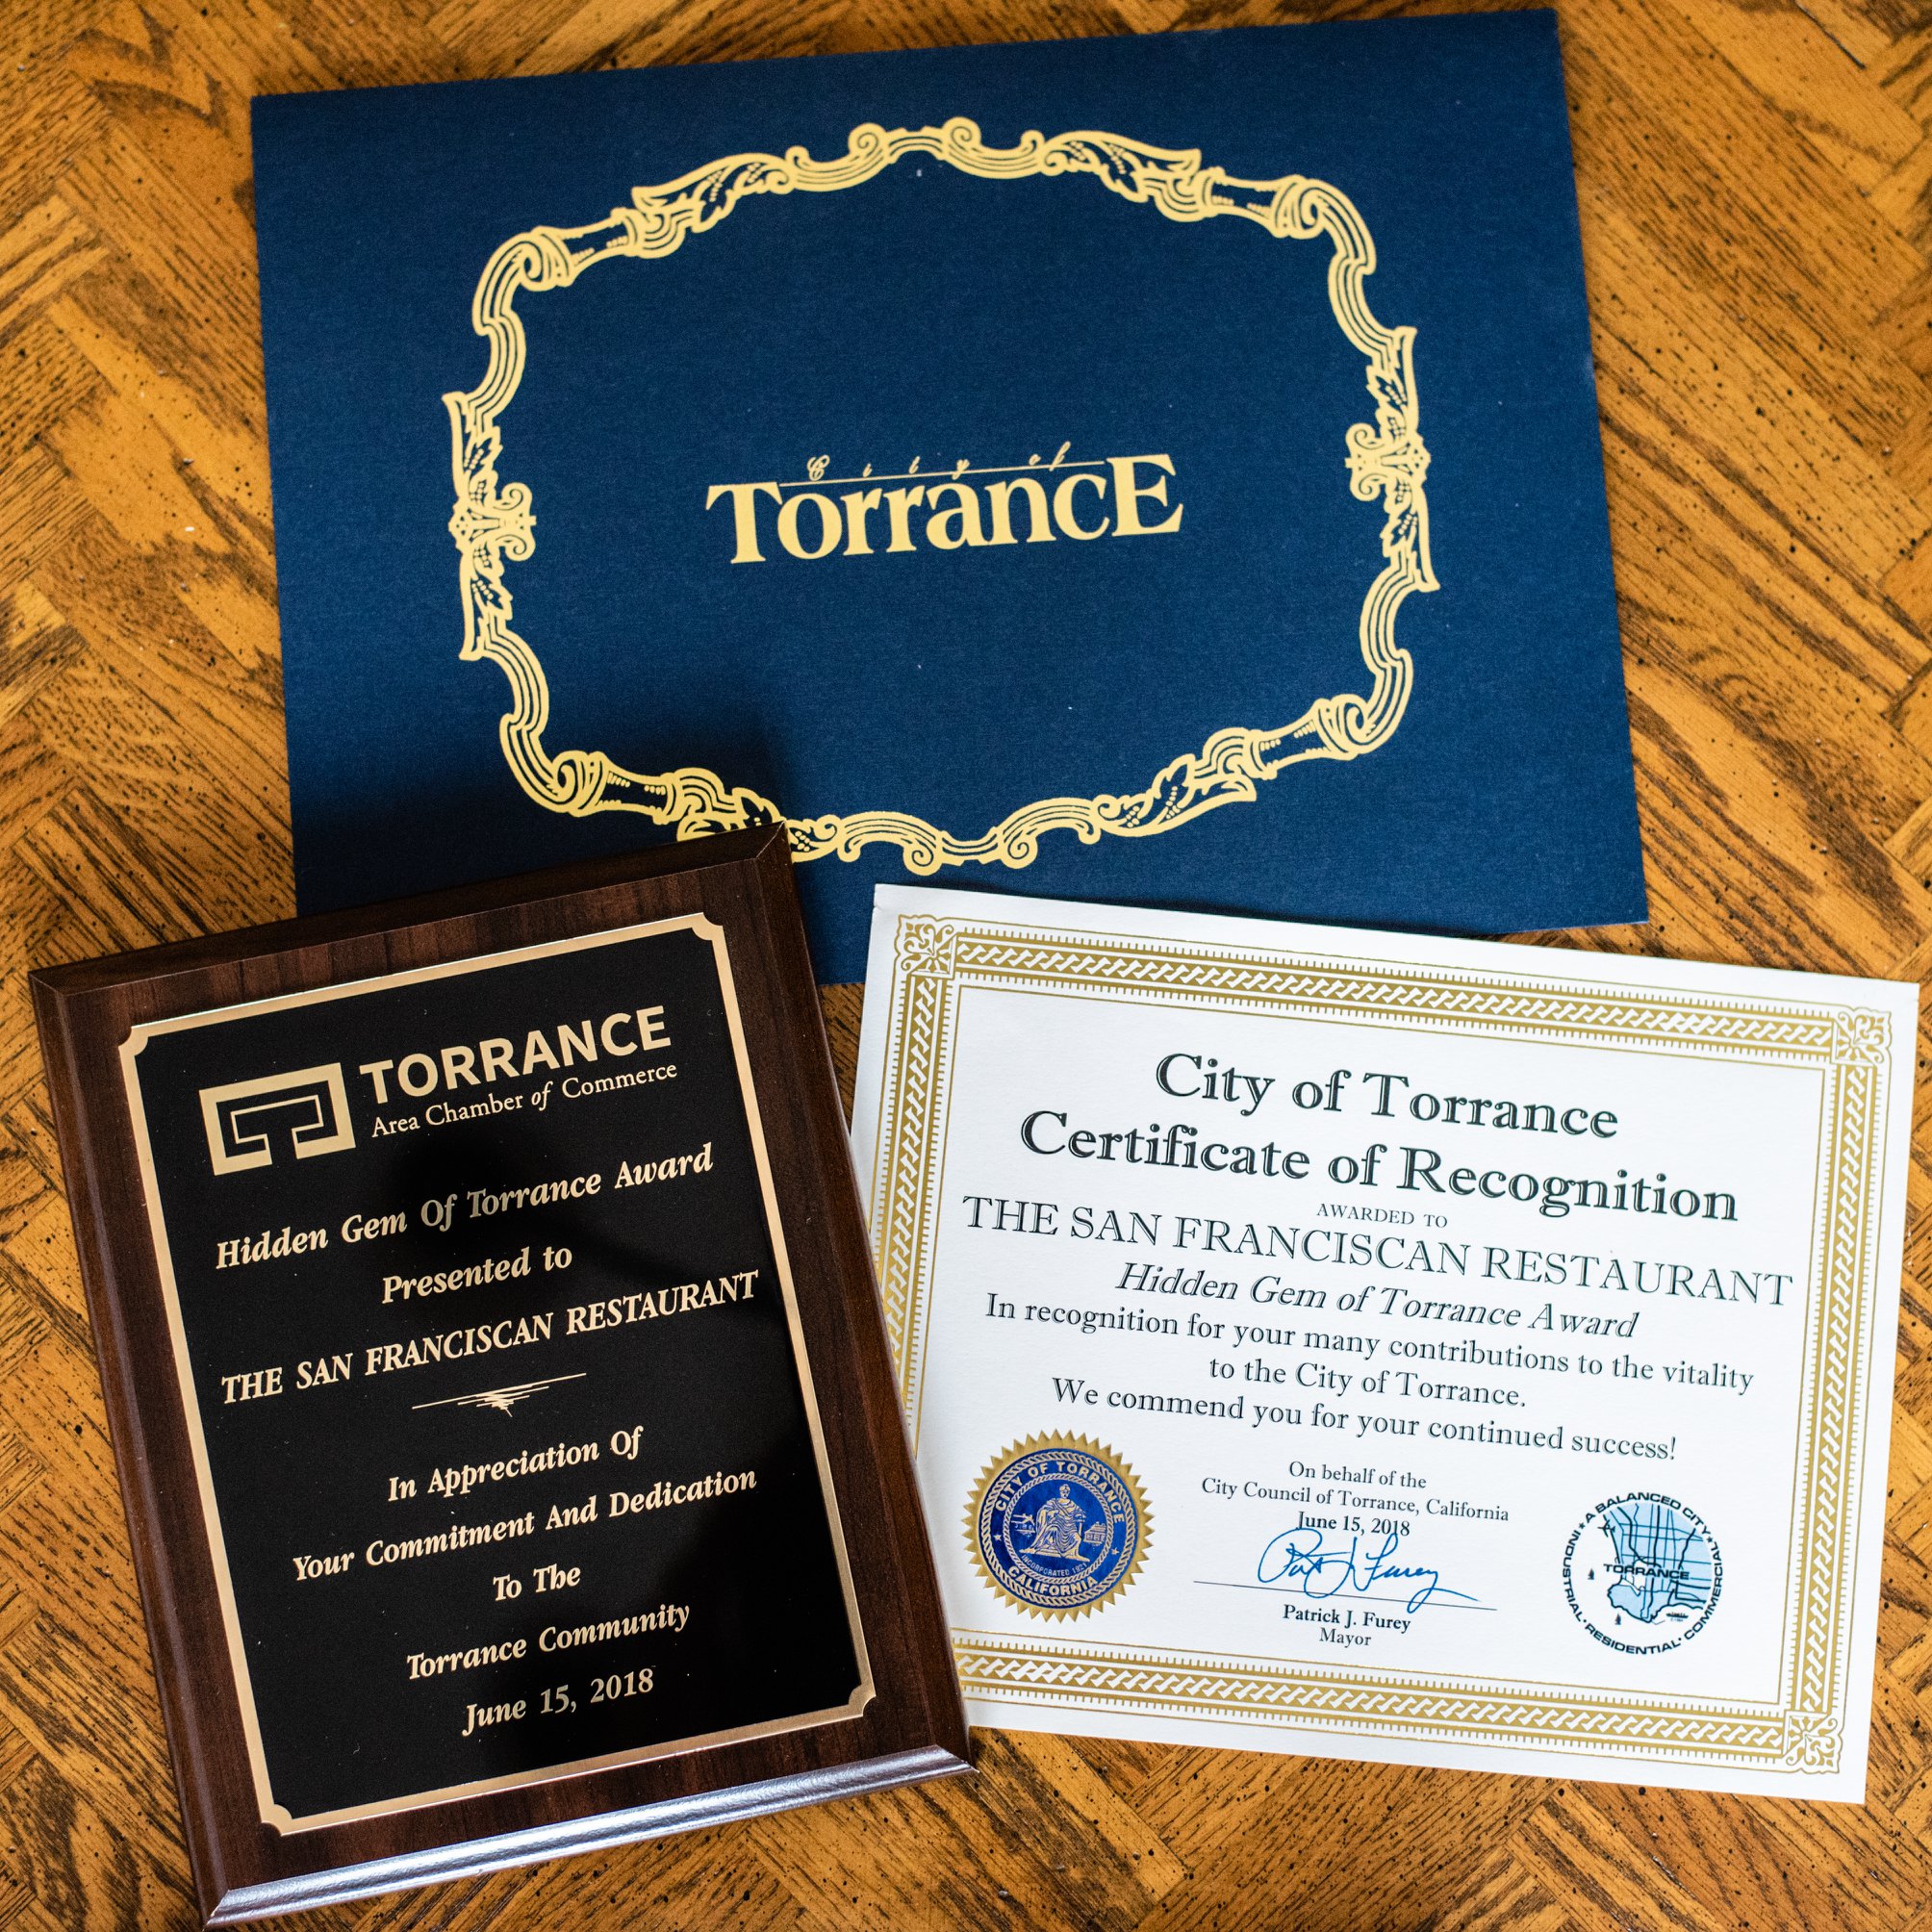 City of
TorrancE
TORRANCE
Area Chamber of Commerce
Hidden Gem Of Torrance Award
Presented to
THE SAN FRANCISCAN RESTAURANT
In Appreciation Of
Your Commitment And Dedication
To The
Torrance Community
June 15, 2018
City of Torrance
Certificate of Recognition
AWARDED TO
THE SAN FRANCISCAN RESTAURANT
Hidden Gem of Torrance Award
In recognition for your many contributions to the vitality
to the City of Torrance.
We commend you for your continued success!
On behalf of the
City Council of Torrance, California
June 15, 2018
Patrick J. Furey
Mayor
CITY OF TORRANCE
INCORPORATED 1921
CALIFORNIA
A BALANCED CITY
INDUSTRIAL · RESIDENTIAL · COMMERCIAL
TORRANCE